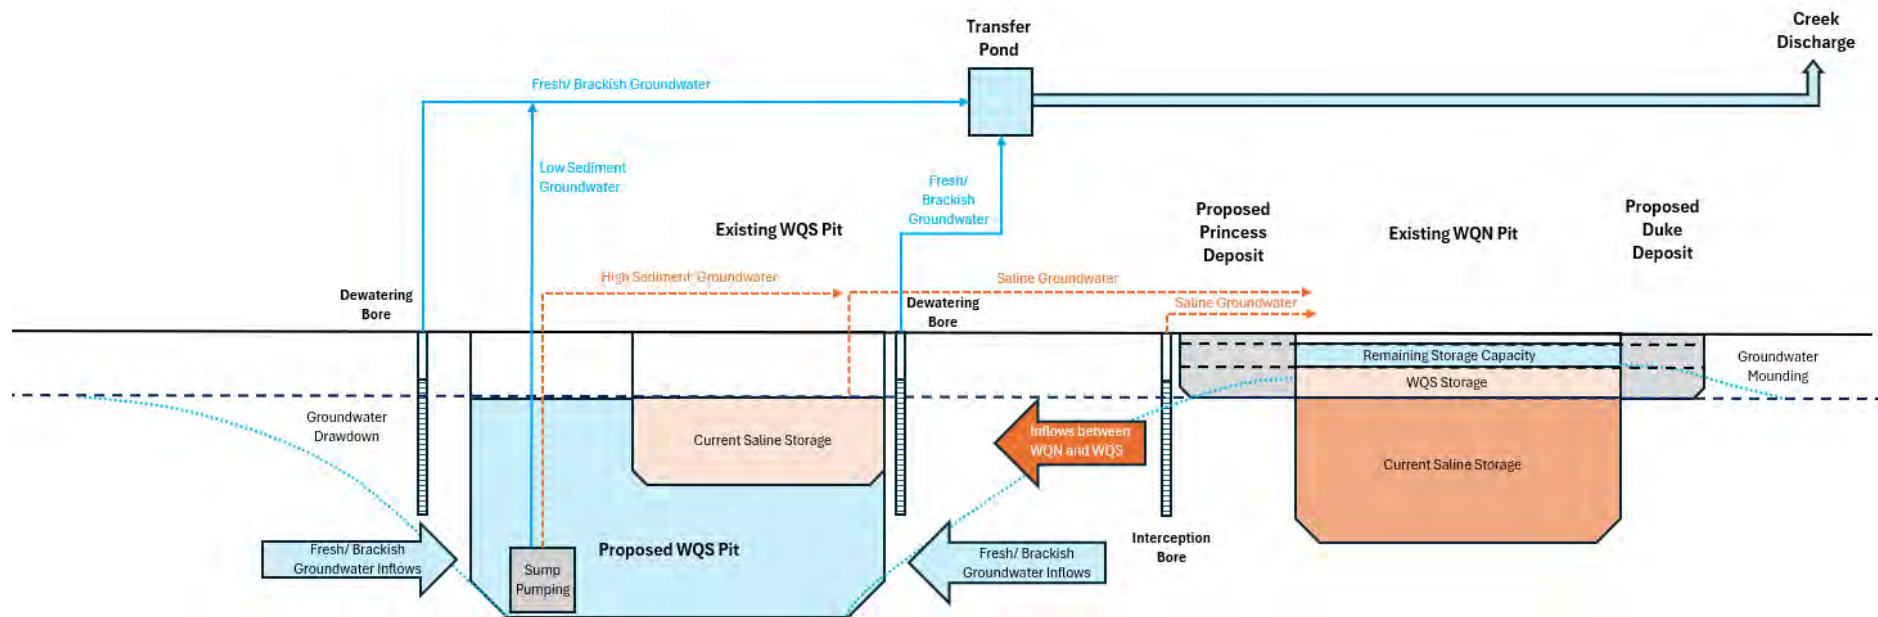 Transfer
Pond
Creek
Discharge
Fresh/ Brackish Groundwater
Low Sediment
Groundwater
Fresh/
Brackish
Groundwater
Existing WQS Pit
Proposed
Princess
Deposit
Existing WQN Pit
Proposed
Duke
Deposit
High Sediment Groundwater
Saline Groundwater
Saline Groundwater
Dewatering
Bore
Dewatering
Bore
Remaining Storage Capacity
WQS Storage
Groundwater
Mounding
Groundwater
Drawdown
Current Saline Storage
Inflows between
WQN and WQS
Current Saline Storage
Fresh/ Brackish
Groundwater Inflows
Sump
Pumping
Proposed WQS Pit
Fresh/ Brackish
Groundwater Inflows
Interception
Bore